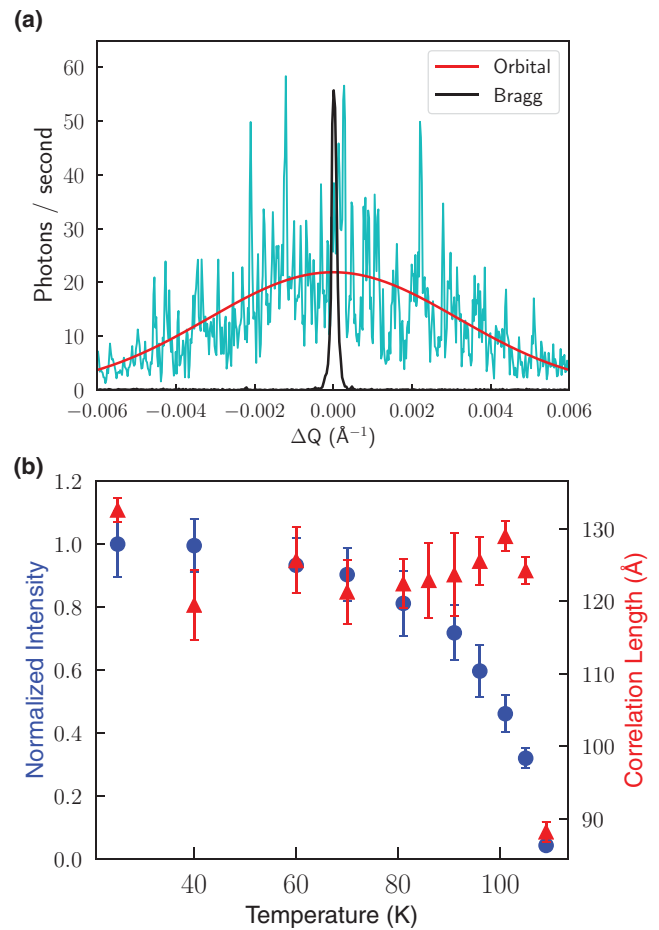 (a)
60
50
40
30
20
10
0
Photons / second
Orbital
Bragg
−0.006 −0.004 −0.002 0.000 0.002 0.004 0.006
ΔQ (Å⁻¹)
(b)
1.2
1.0
0.8
0.6
0.4
0.2
0.0
Normalized Intensity
130
120
110
100
90
Correlation Length (Å)
40 60 80 100
Temperature (K)